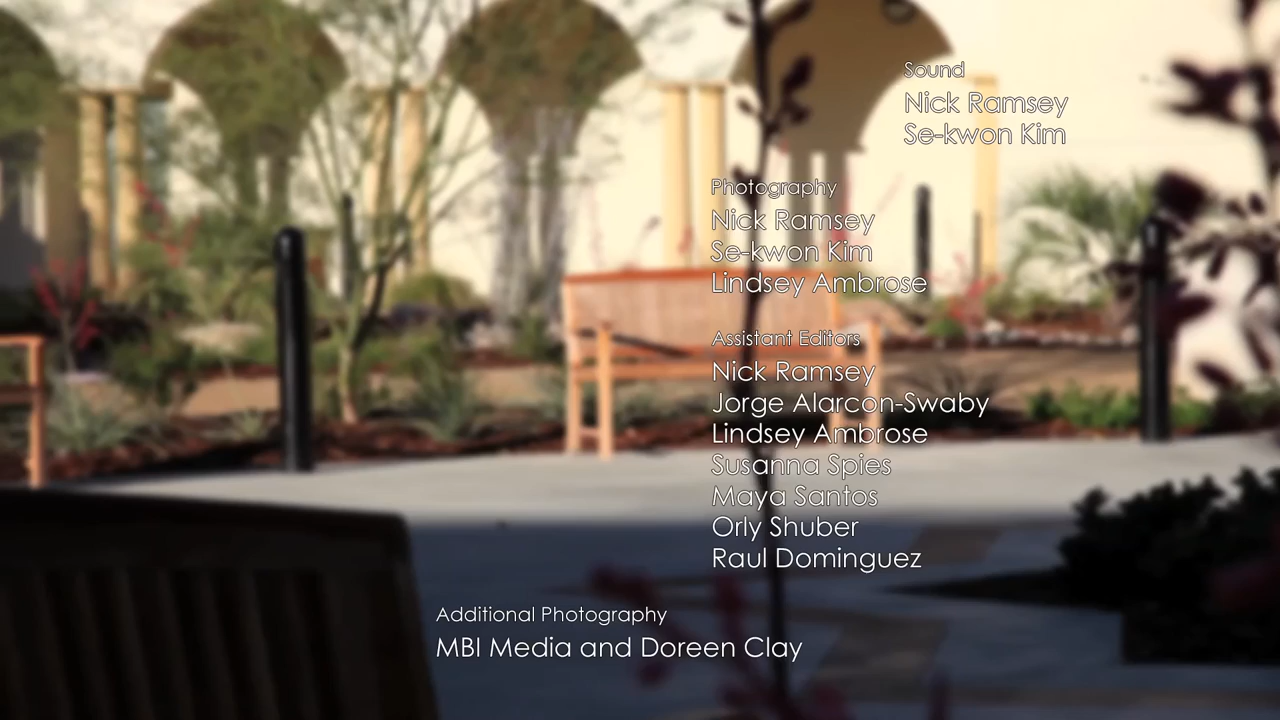 Sound
Nick Ramsey
Se-kwon Kim
Photography
Nick Ramsey
Se-kwon Kim
Lindsey Ambrose
Assistant Editors
Nick Ramsey
Jorge Alarcon-Swaby
Lindsey Ambrose
Susanna Spies
Maya Santos
Orly Shuber
Raul Dominguez
Additional Photography
MBI Media and Doreen Clay